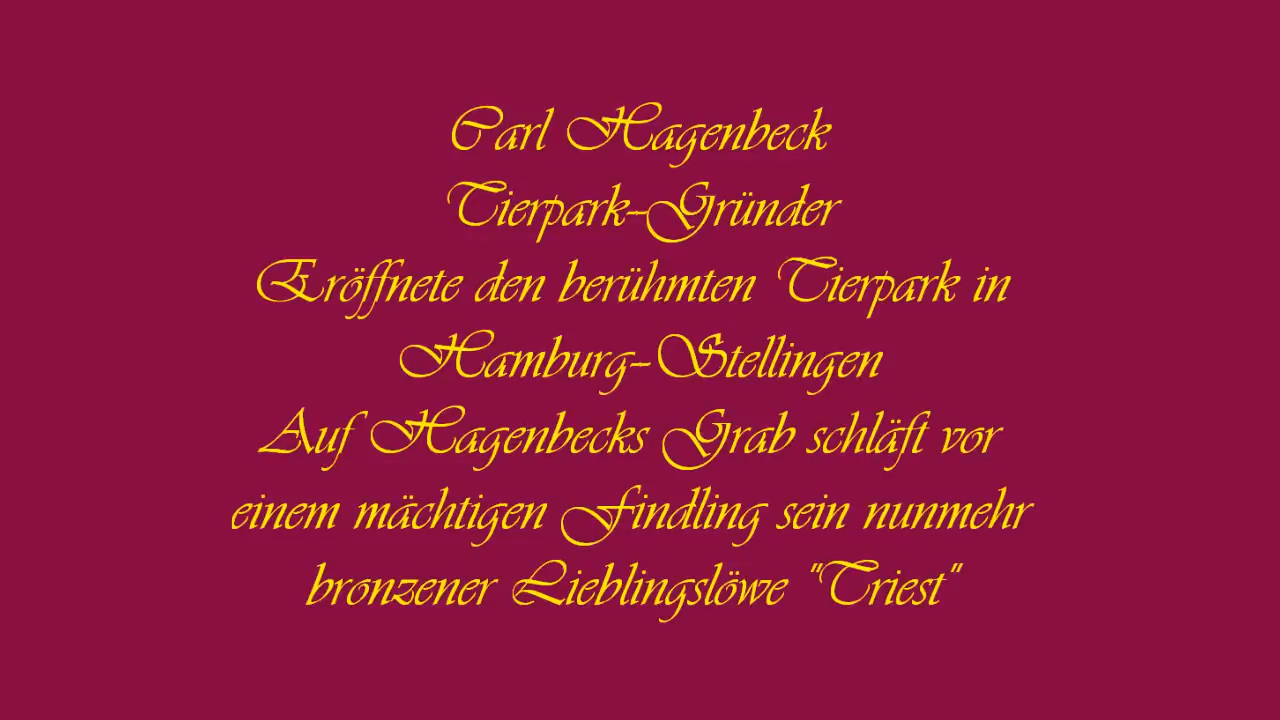 Carl Hagenbeck
Tierpark-Gründer
Eröffnete den berühmten Tierpark in
Hamburg-Stellingen
Auf Hagenbecks Grab schläft vor
einem mächtigen Findling sein nunmehr
bronzener Lieblingslöwe "Triest"